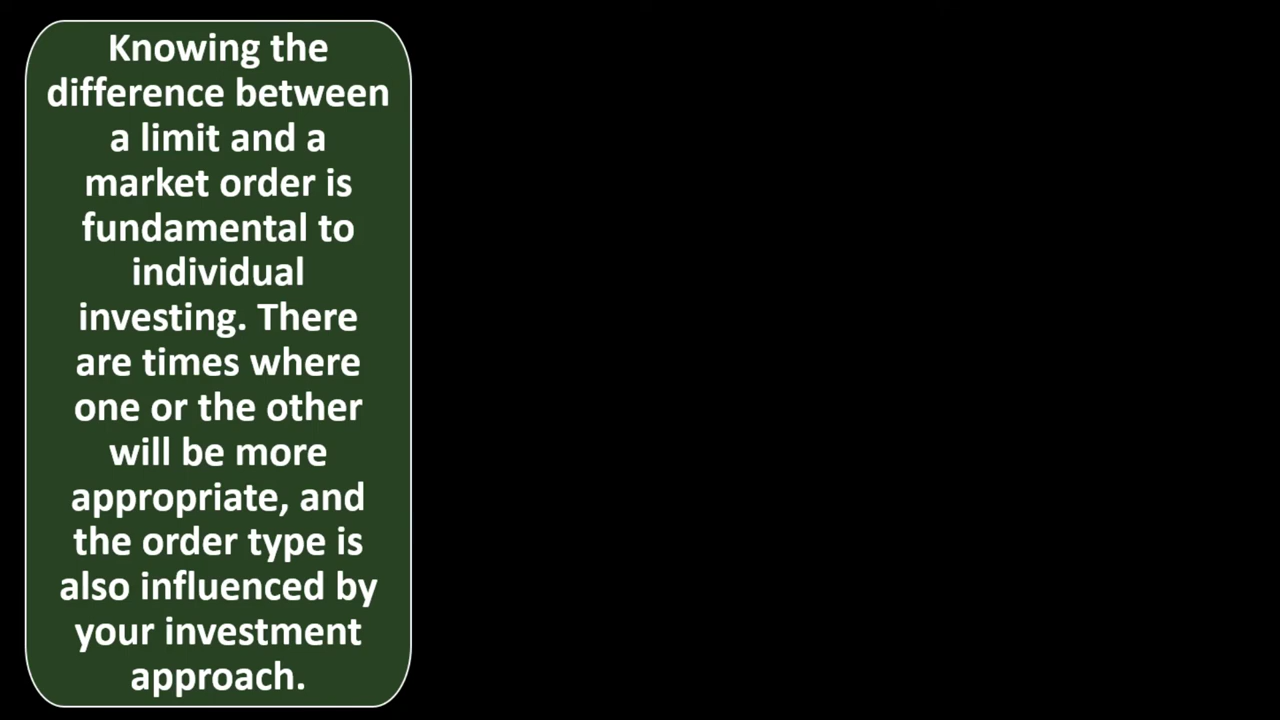 Knowing the
difference between
a limit and a
market order is
fundamental to
individual
investing. There
are times where
one or the other
will be more
appropriate, and
the order type is
also influenced by
your investment
approach.